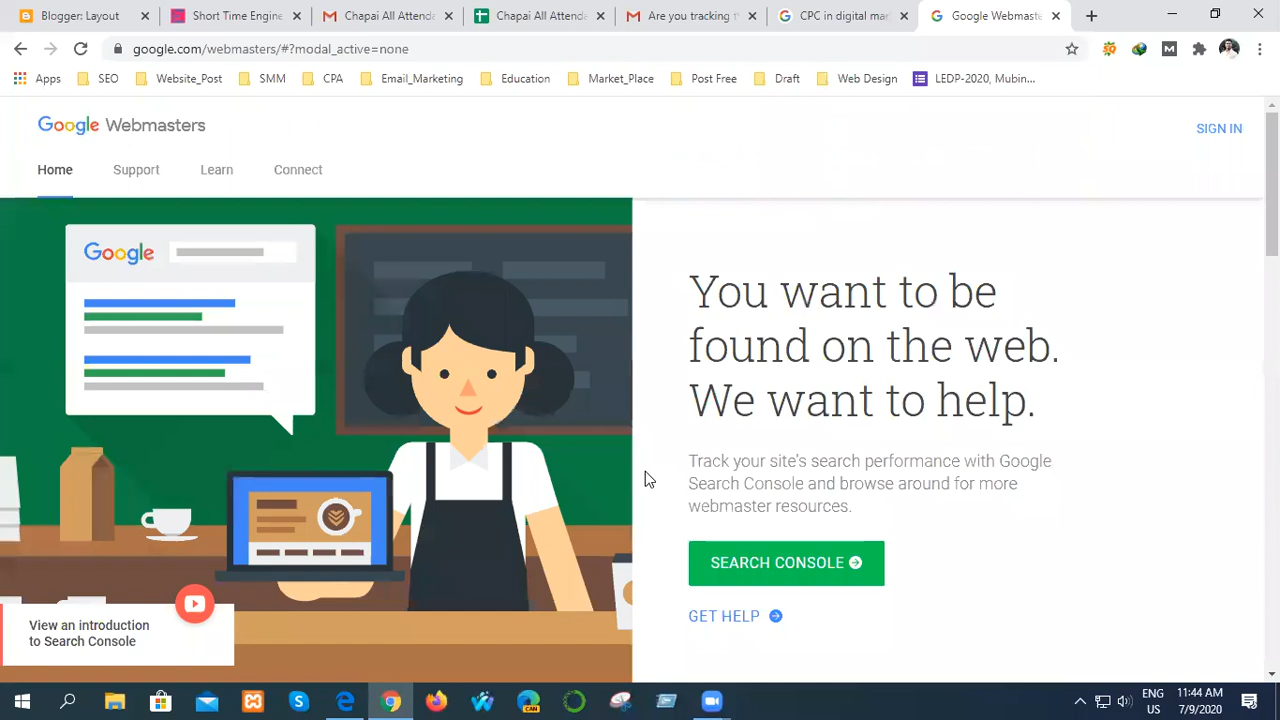 Blogger: Layout
Short Time Engine
Chapai All Attenda
Chapai All Attenda
Are you tracking t
CPC in digital mar
Google Webmaste
google.com/webmasters/#?modal_active=none
Apps
SEO
Website_Post
SMM
CPA
Email_Marketing
Education
Market_Place
Post Free
Draft
Web Design
LEDP-2020, Mubin...
Google Webmasters
SIGN IN
Home
Support
Learn
Connect
Google
You want to be
found on the web.
We want to help.
Track your site's search performance with Google
Search Console and browse around for more
webmaster resources.
SEARCH CONSOLE
GET HELP
View an introduction
to Search Console
ENG
US
11:44 AM
7/9/2020